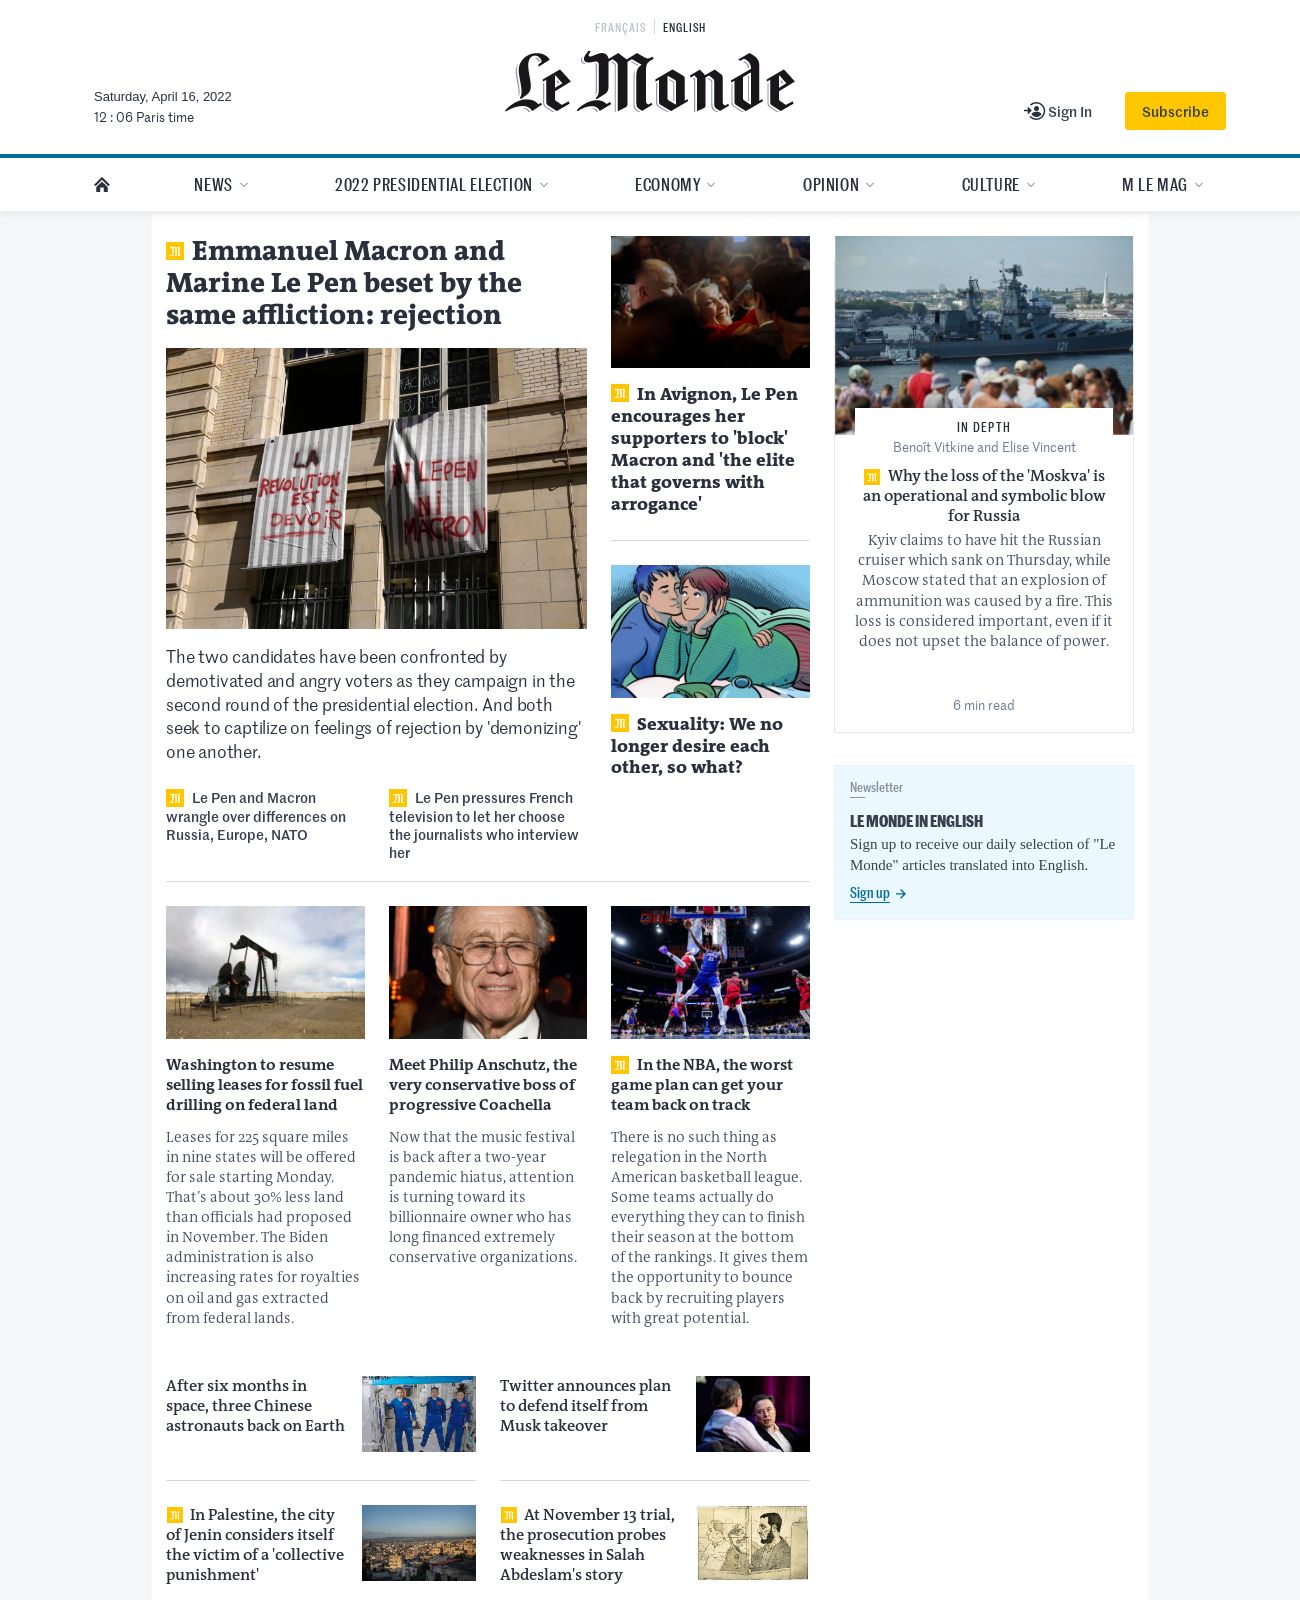 FRANÇAIS ENGLISH
Le Monde
Saturday, April 16, 2022
12 : 06 Paris time
Sign In
Subscribe
NEWS
2022 PRESIDENTIAL ELECTION
ECONOMY
OPINION
CULTURE
M LE MAG
Emmanuel Macron and
Marine Le Pen beset by the
same affliction: rejection
LA
REVOLUTION
EST 1
DEVOIR
NI LEPEN
NI
MACRON
The two candidates have been confronted by
demotivated and angry voters as they campaign in the
second round of the presidential election. And both
seek to captilize on feelings of rejection by 'demonizing'
one another.
Le Pen and Macron
wrangle over differences on
Russia, Europe, NATO
Le Pen pressures French
television to let her choose
the journalists who interview
her
In Avignon, Le Pen
encourages her
supporters to 'block'
Macron and 'the elite
that governs with
arrogance'
Sexuality: We no
longer desire each
other, so what?
121
IN DEPTH
Benoît Vitkine and Elise Vincent
Why the loss of the 'Moskva' is
an operational and symbolic blow
for Russia
Kyiv claims to have hit the Russian
cruiser which sank on Thursday, while
Moscow stated that an explosion of
ammunition was caused by a fire. This
loss is considered important, even if it
does not upset the balance of power.
6 min read
Newsletter
LE MONDE IN ENGLISH
Sign up to receive our daily selection of "Le
Monde" articles translated into English.
Sign up
Washington to resume
selling leases for fossil fuel
drilling on federal land
Leases for 225 square miles
in nine states will be offered
for sale starting Monday.
That's about 30% less land
than officials had proposed
in November. The Biden
administration is also
increasing rates for royalties
on oil and gas extracted
from federal lands.
Meet Philip Anschutz, the
very conservative boss of
progressive Coachella
Now that the music festival
is back after a two-year
pandemic hiatus, attention
is turning toward its
billionnaire owner who has
long financed extremely
conservative organizations.
In the NBA, the worst
game plan can get your
team back on track
There is no such thing as
relegation in the North
American basketball league.
Some teams actually do
everything they can to finish
their season at the bottom
of the rankings. It gives them
the opportunity to bounce
back by recruiting players
with great potential.
After six months in
space, three Chinese
astronauts back on Earth
Twitter announces plan
to defend itself from
Musk takeover
In Palestine, the city
of Jenin considers itself
the victim of a 'collective
punishment'
At November 13 trial,
the prosecution probes
weaknesses in Salah
Abdeslam's story